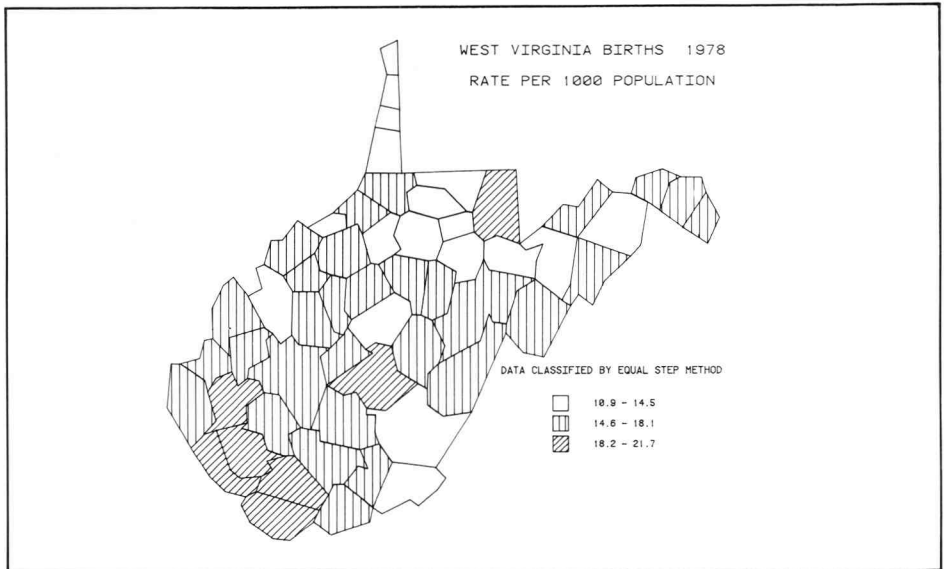 WEST VIRGINIA BIRTHS 1978
RATE PER 1000 POPULATION
DATA CLASSIFIED BY EQUAL STEP METHOD
10.9 - 14.5
14.6 - 18.1
18.2 - 21.7